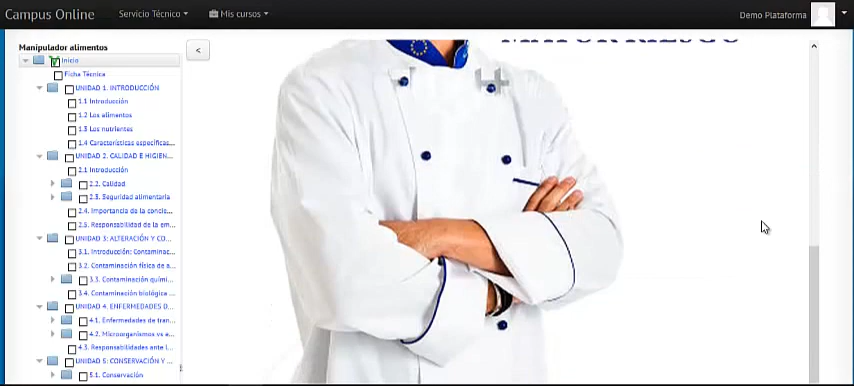 Campus Online
Servicio Técnico
Mis cursos
Demo Plataforma
Manipulador alimentos
<
Inicio
Ficha Técnica
UNIDAD 1. INTRODUCCIÓN
1.1 Introducción
1.2 Los alimentos
1.3 Los nutrientes
1.4 Características específicas...
UNIDAD 2. CALIDAD E HIGIEN...
2.1 Introducción
2.2. Calidad
2.3. Seguridad alimentaria
2.4. Importancia de la concie...
2.5. Responsabilidad de la em...
UNIDAD 3: ALTERACIÓN Y CO...
3.1. Introducción: Contaminac...
3.2. Contaminación física de a...
3.3. Contaminación quími...
3.4. Contaminación biológica ...
UNIDAD 4. ENFERMEDADES D...
4.1. Enfermedades de tran...
4.2. Microorganismos vs a...
4.3. Responsabilidades ante l...
UNIDAD 5: CONSERVACIÓN Y ...
5.1. Conservación